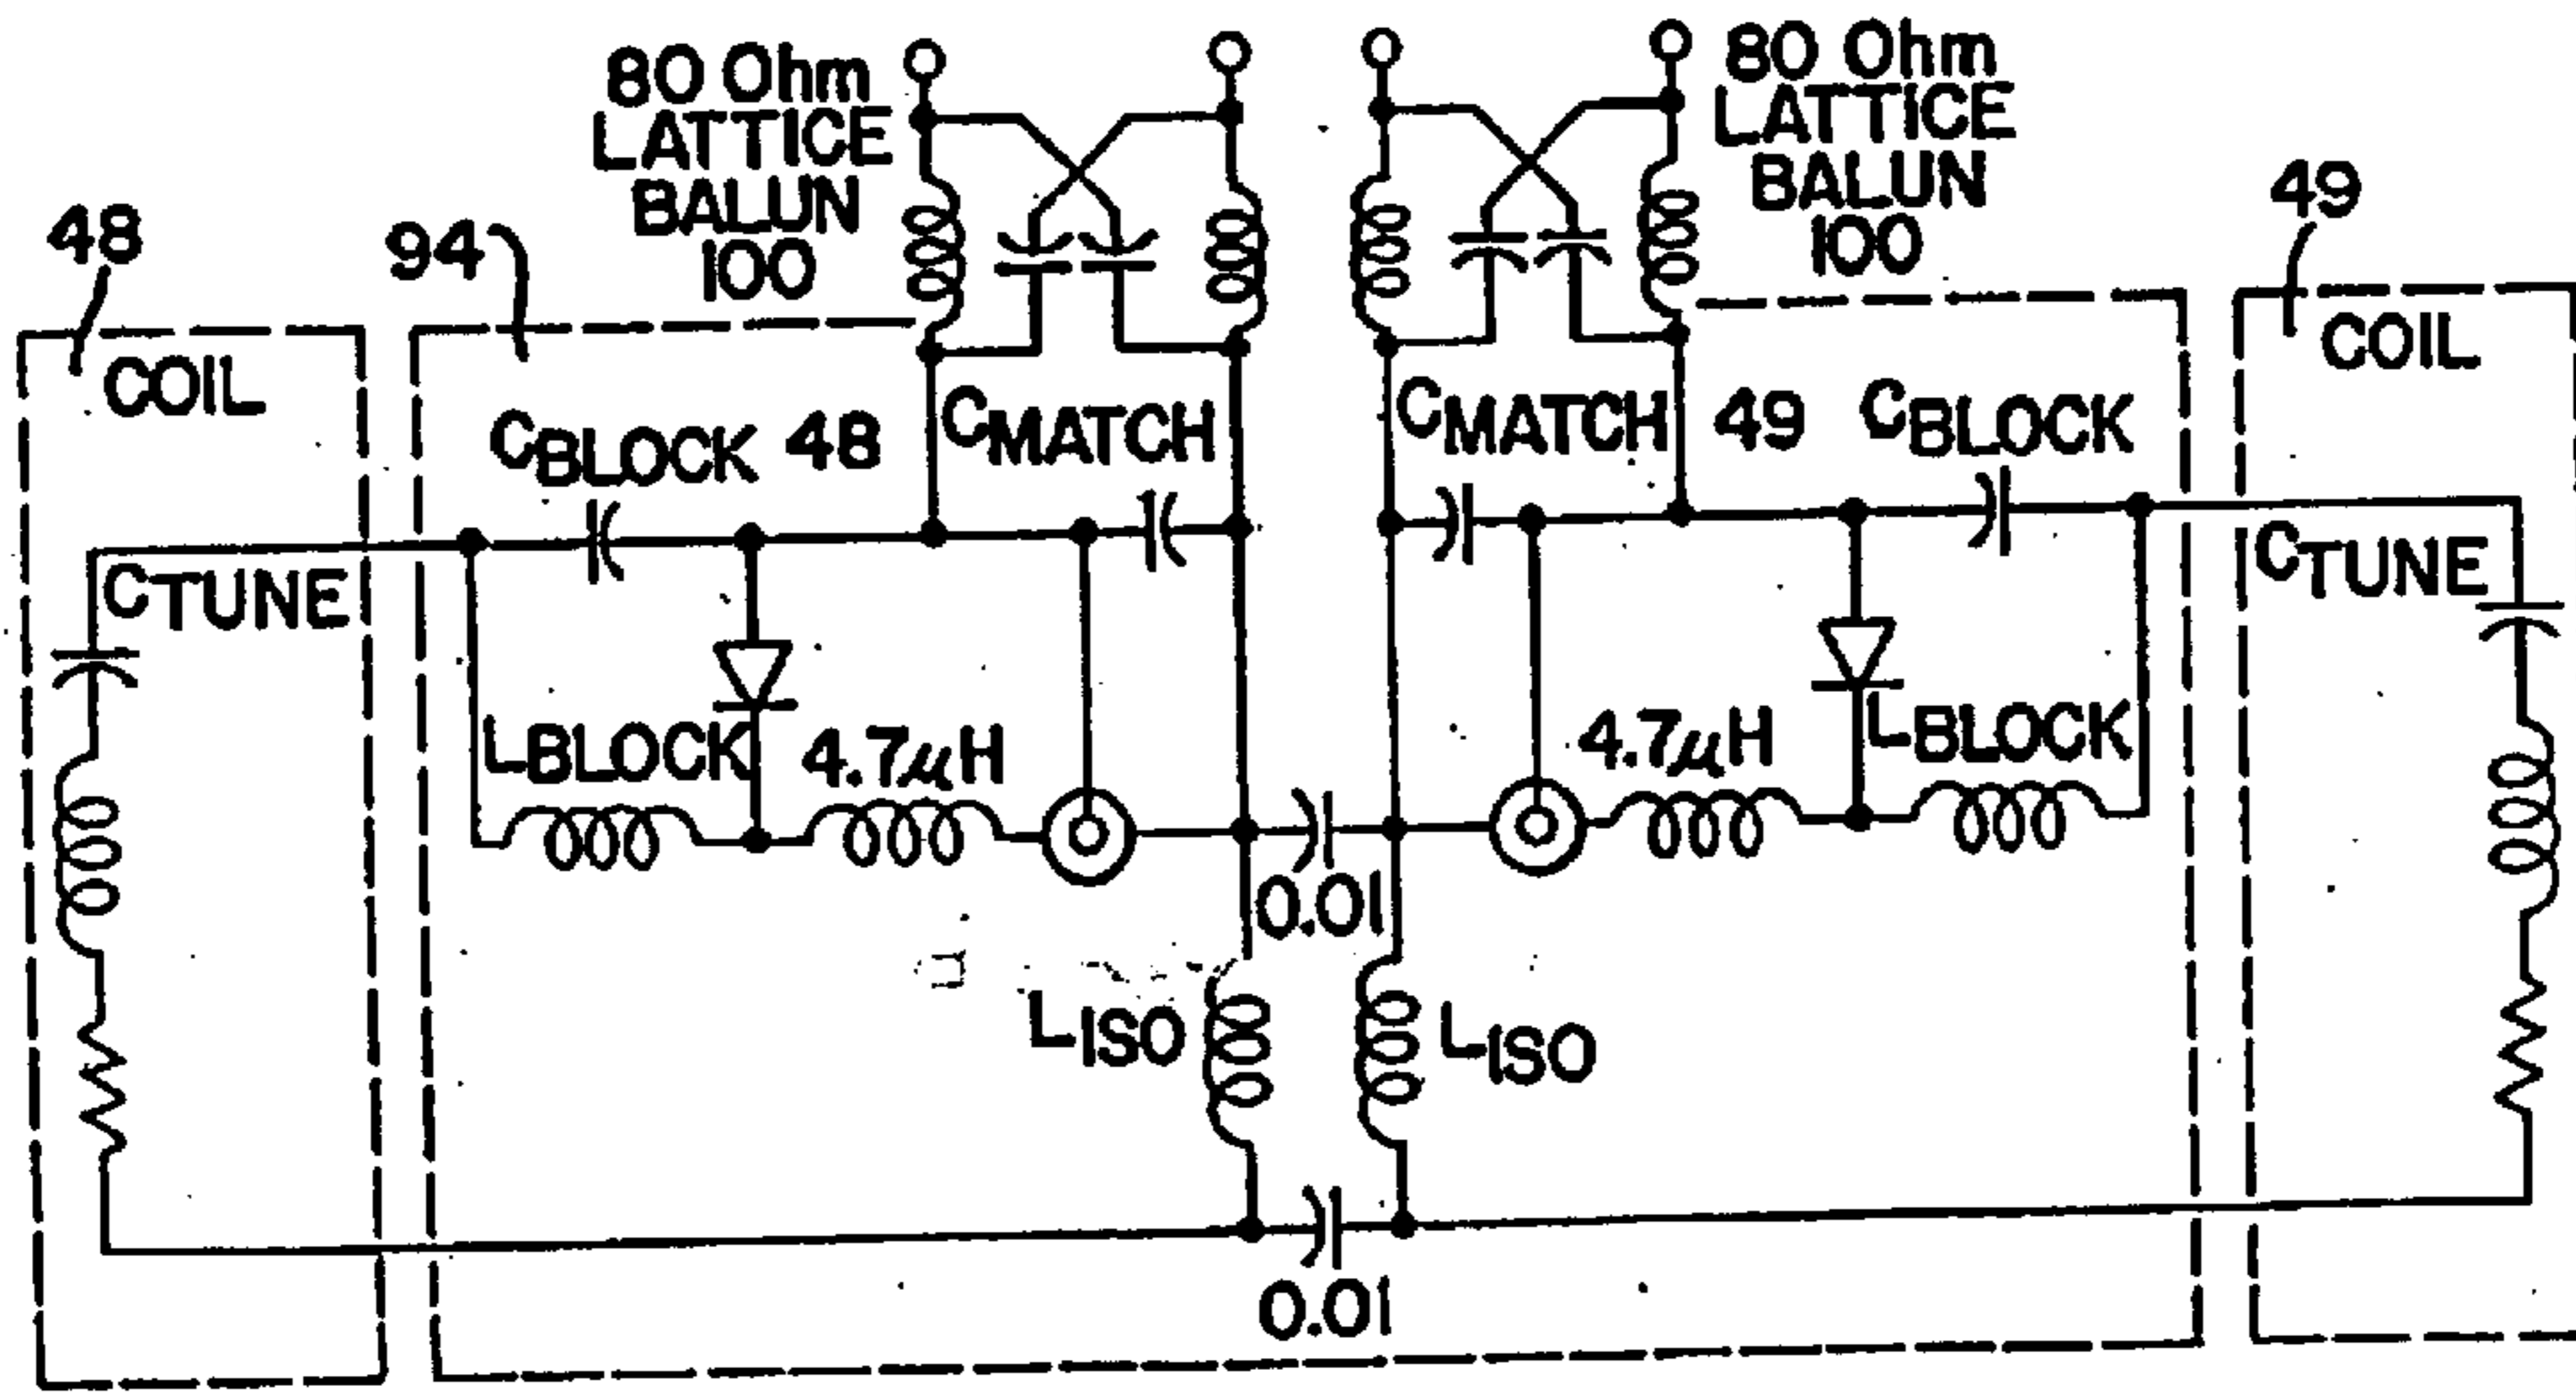 80 Ohm
LATTICE
BALUN
100
80 Ohm
LATTICE
BALUN
100
48
94
49
COIL
COIL
CBLOCK 48
CMATCH
CMATCH 49
CBLOCK
CTUNE
CTUNE
LBLOCK
4.7μH
4.7μH
LBLOCK
0.01
LISO
LISO
0.01